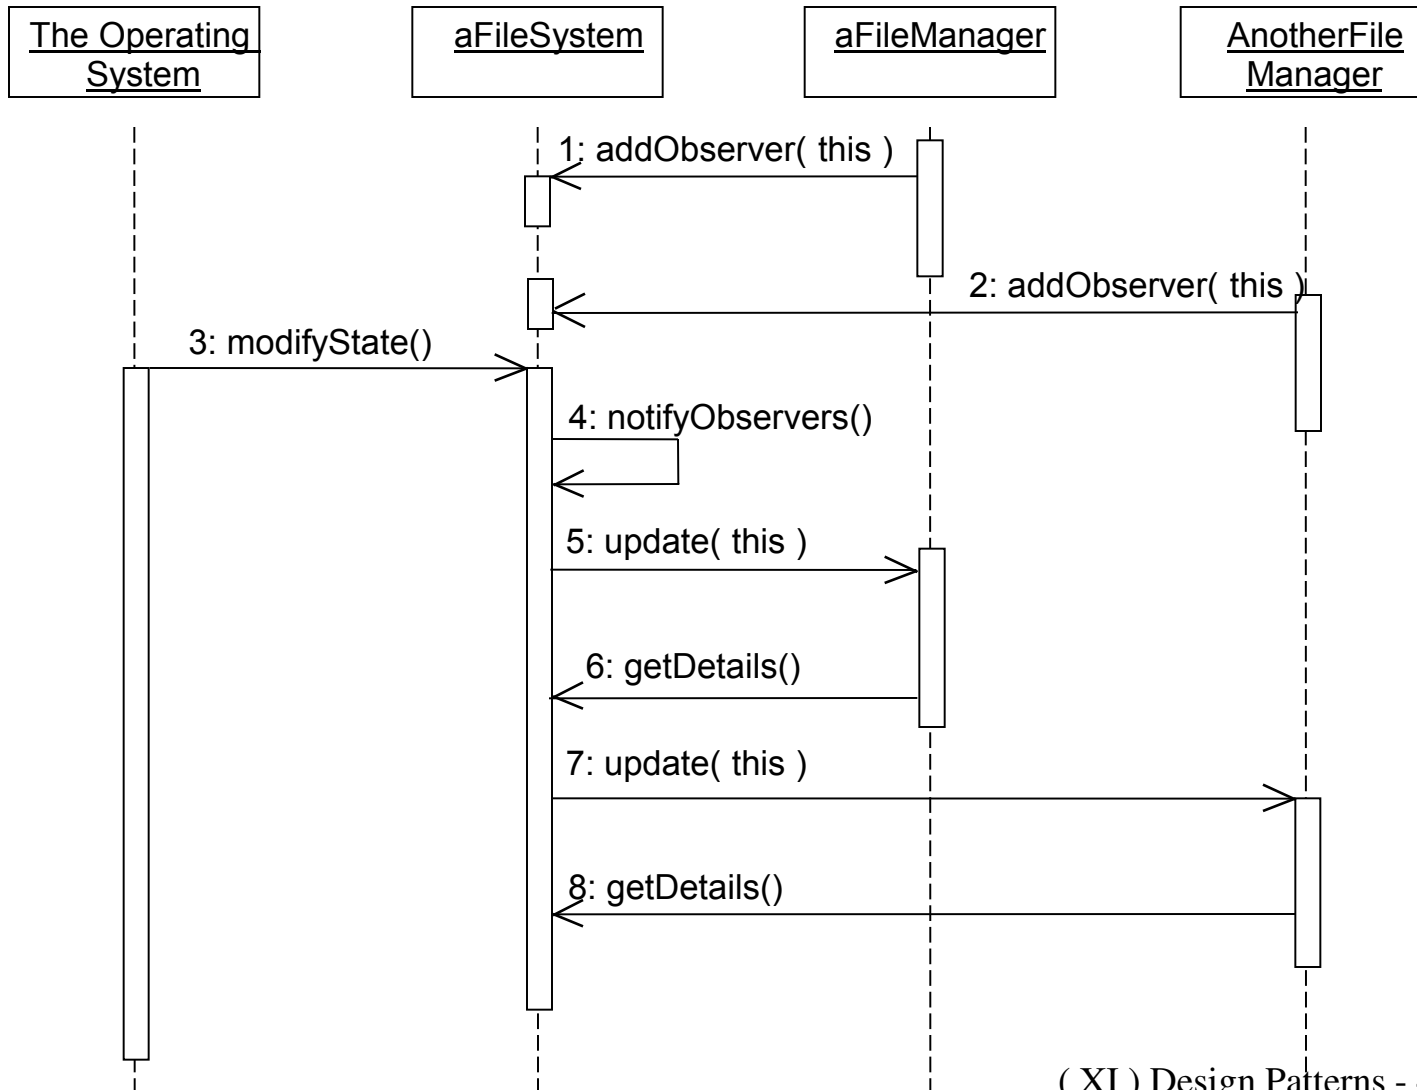 The Operating
System
aFileSystem
aFileManager
AnotherFile
Manager
1: addObserver( this )
2: addObserver( this )
3: modifyState()
4: notifyObservers()
5: update( this )
6: getDetails()
7: update( this )
8: getDetails()
( XI ) Design Patterns -